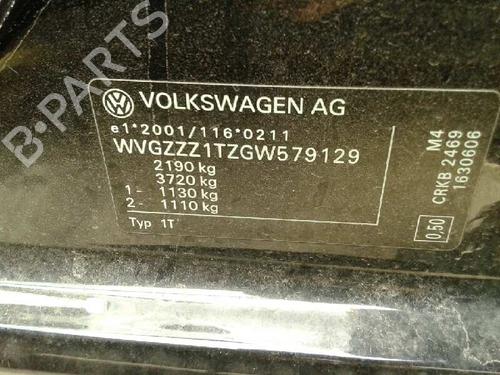 B-PARTS
VOLKSWAGEN AG
e1*2001/116*0211
WVGZZZ1TZGW579129
2190 kg
3720 kg
1 - 1130 kg
2 - 1110 kg
Typ 1T
M4
CRKB 2469
1630606
0,50